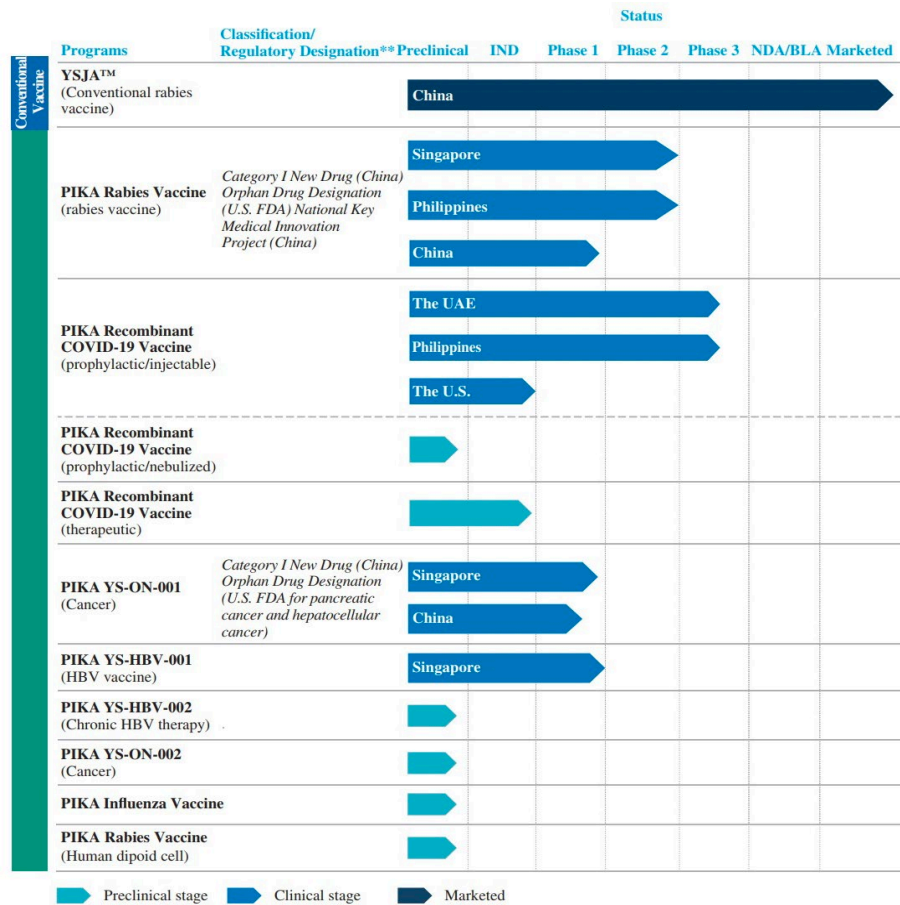 Status
Classification/
Programs Regulatory Designation** Preclinical IND Phase 1 Phase 2 Phase 3 NDA/BLA Marketed
Conventional
Vaccine
YSJA™
(Conventional rabies
vaccine)
China
PIKA Rabies Vaccine
(rabies vaccine)
Category I New Drug (China)
Orphan Drug Designation
(U.S. FDA) National Key
Medical Innovation
Project (China)
Singapore
Philippines
China
PIKA Recombinant
COVID-19 Vaccine
(prophylactic/injectable)
The UAE
Philippines
The U.S.
PIKA Recombinant
COVID-19 Vaccine
(prophylactic/nebulized)
PIKA Recombinant
COVID-19 Vaccine
(therapeutic)
PIKA YS-ON-001
(Cancer)
Category I New Drug (China)
Orphan Drug Designation
(U.S. FDA for pancreatic
cancer and hepatocellular
cancer)
Singapore
China
PIKA YS-HBV-001
(HBV vaccine)
Singapore
PIKA YS-HBV-002
(Chronic HBV therapy)
PIKA YS-ON-002
(Cancer)
PIKA Influenza Vaccine
PIKA Rabies Vaccine
(Human dipoid cell)
Preclinical stage Clinical stage Marketed